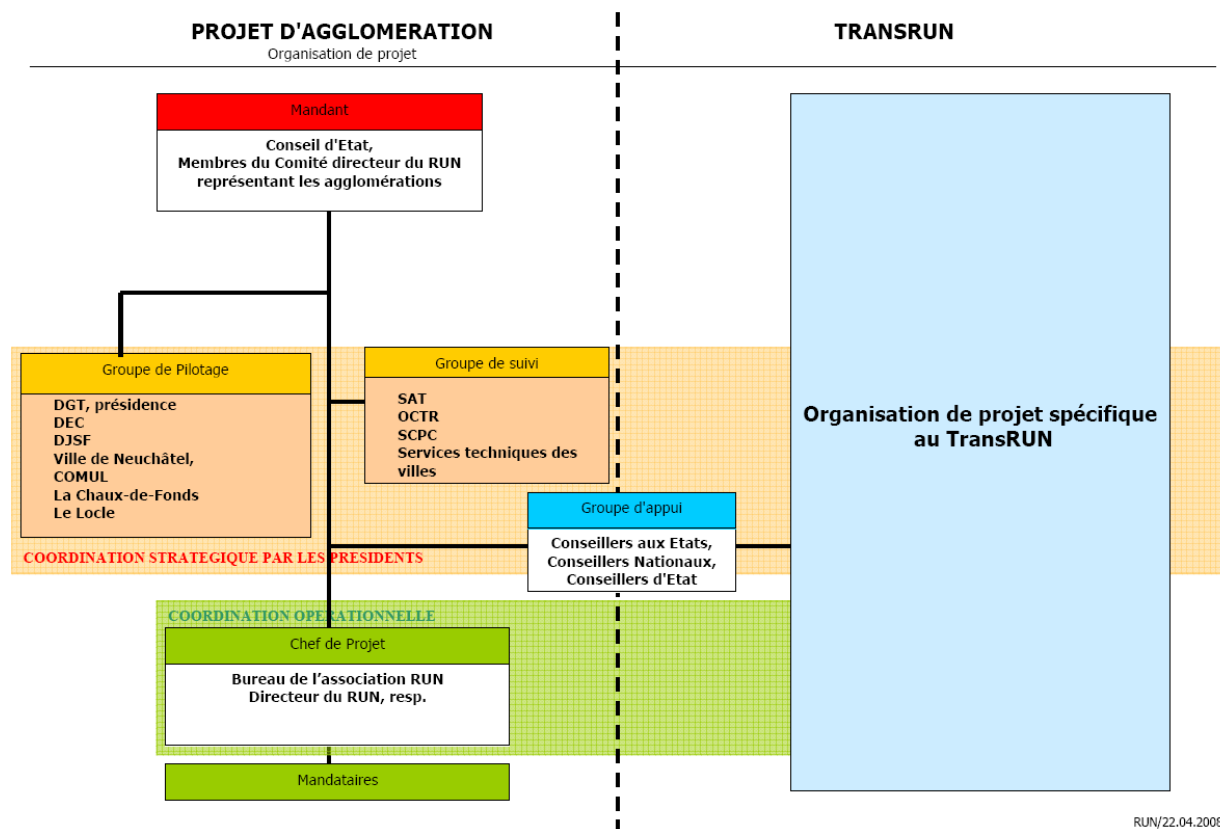 PROJET D'AGGLOMERATION
Organisation de projet
TRANSRUN
Mandant
Conseil d'Etat,
Membres du Comité directeur du RUN
représentant les agglomérations
Groupe de Pilotage
DGT, présidence
DEC
DJSF
Ville de Neuchâtel,
COMUL
La Chaux-de-Fonds
Le Locle
Groupe de suivi
SAT
OCTR
SCPC
Services techniques des
villes
Organisation de projet spécifique
au TransRUN
Groupe d'appui
Conseillers aux Etats,
Conseillers Nationaux,
Conseillers d'Etat
COORDINATION STRATEGIQUE PAR LES PRESIDENTS
COORDINATION OPERATIONNELLE
Chef de Projet
Bureau de l’association RUN
Directeur du RUN, resp.
Mandataires
RUN/22.04.2008